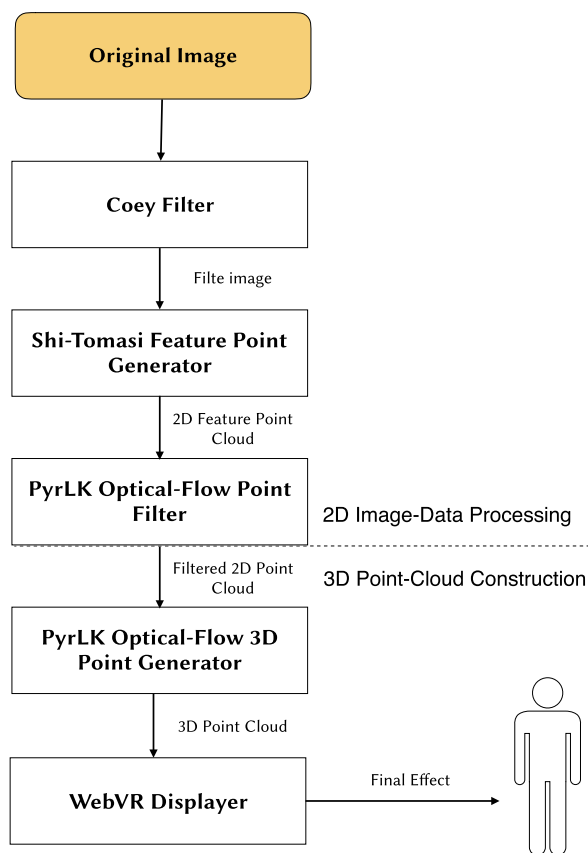 Original Image
Coey Filter
Filte image
Shi-Tomasi Feature Point
Generator
2D Feature Point
Cloud
PyrLK Optical-Flow Point
Filter
2D Image-Data Processing
Filtered 2D Point
Cloud
3D Point-Cloud Construction
PyrLK Optical-Flow 3D
Point Generator
3D Point Cloud
WebVR Displayer
Final Effect